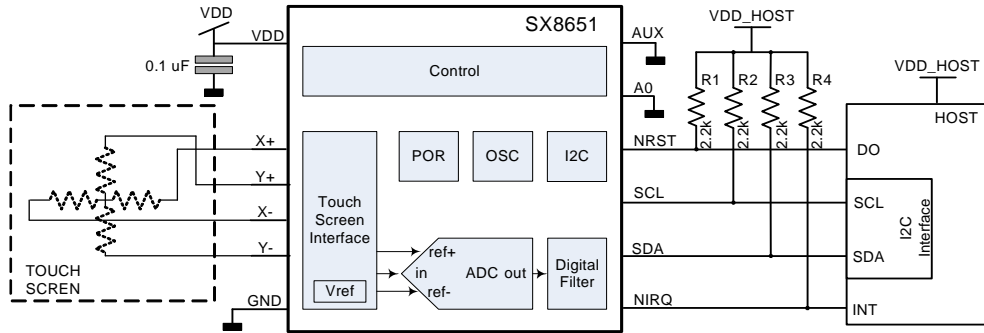 VDD
SX8651
VDD_HOST
VDD
AUX
0.1 uF
Control
A0
R1 R2 R3 R4
2.2k 2.2k 2.2k 2.2k
VDD_HOST
HOST
X+
POR
OSC
I2C
NRST
DO
Y+
Touch
Screen
Interface
SCL
SCL
X-
I2C
Interface
Y-
ref+
in
ref-
ADC out
Digital
Filter
SDA
SDA
TOUCH
SCREN
Vref
GND
NIRQ
INT